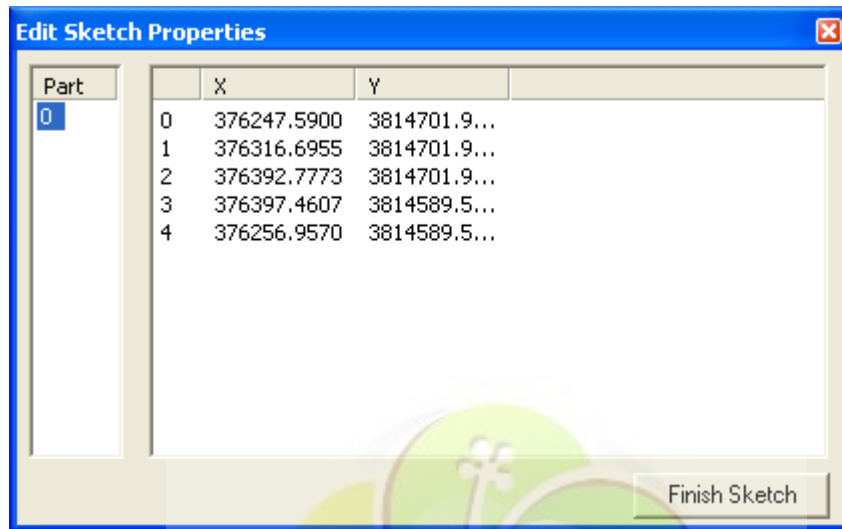 Edit Sketch Properties
Part
0
X Y
0 376247.5900 3814701.9...
1 376316.6955 3814701.9...
2 376392.7773 3814701.9...
3 376397.4607 3814589.5...
4 376256.9570 3814589.5...
Finish Sketch